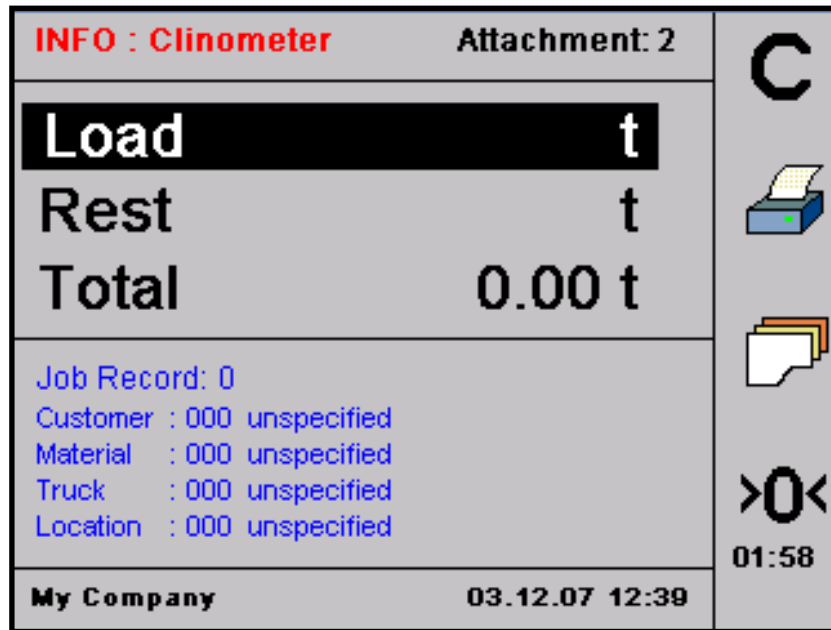 INFO : Clinometer Attachment: 2
C
Load t
Rest t
Total 0.00 t
Job Record: 0
Customer : 000 unspecified
Material : 000 unspecified
Truck : 000 unspecified
Location : 000 unspecified
>0<
01:58
My Company 03.12.07 12:39